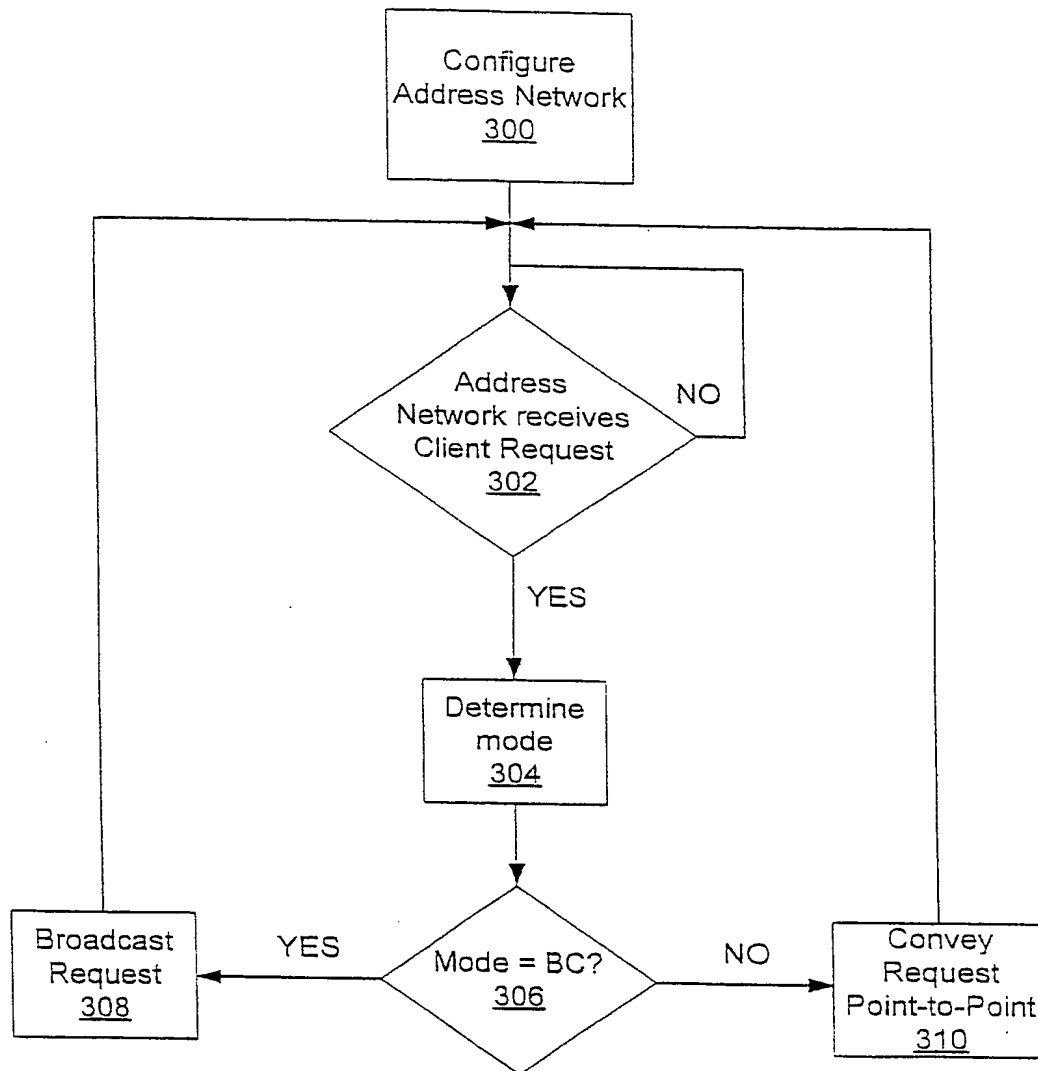 Configure
Address Network
300
Address
Network receives
Client Request
302
NO
YES
Determine
mode
304
Broadcast
Request
308
YES
Mode = BC?
306
NO
Convey
Request
Point-to-Point
310